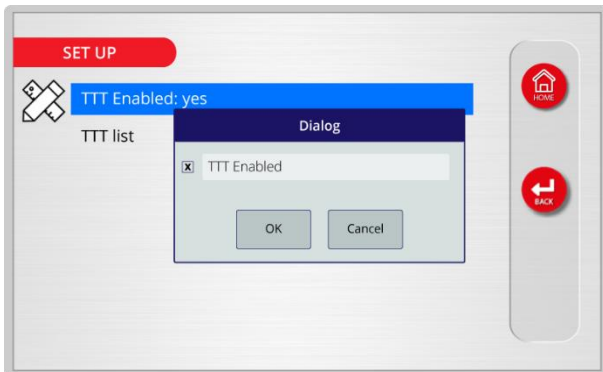 SET UP
TTT Enabled: yes
TTT list
Dialog
x TTT Enabled
OK Cancel
HOME
BACK